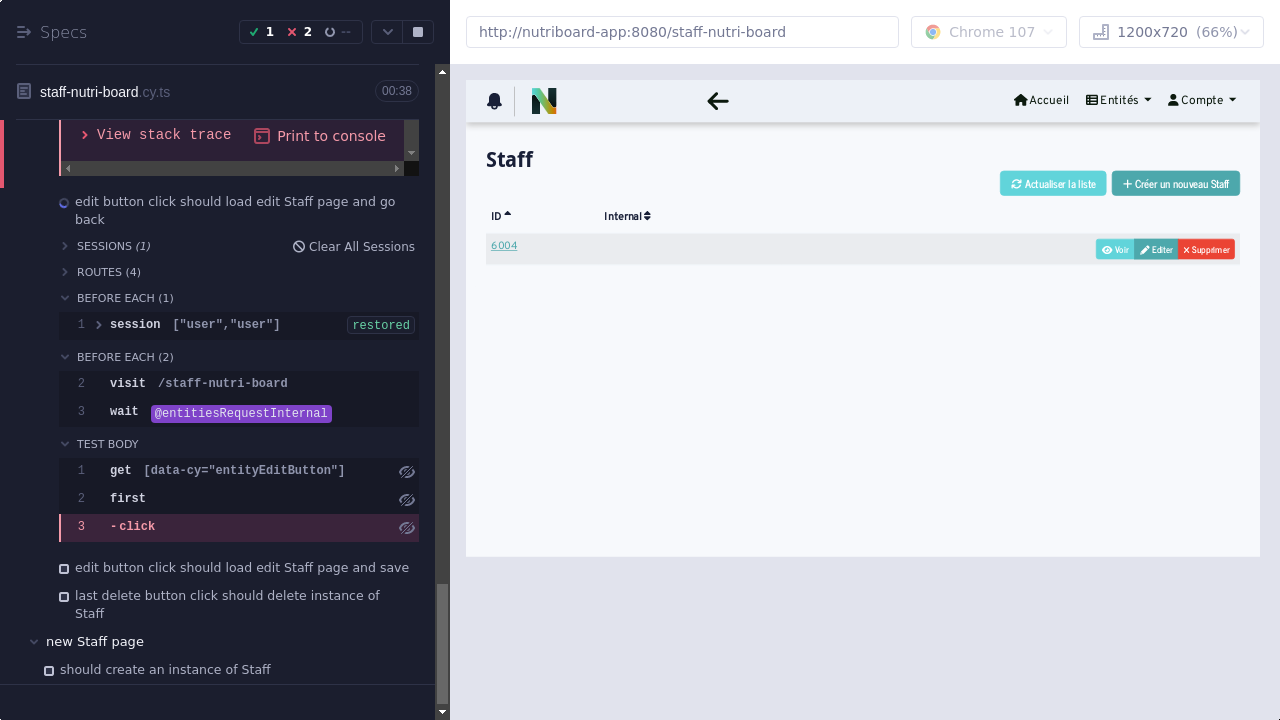 Specs
1
2
--
staff-nutri-board.cy.ts
00:38
View stack trace
Print to console
edit button click should load edit Staff page and go
back
SESSIONS (1)
Clear All Sessions
ROUTES (4)
BEFORE EACH (1)
1 session ["user","user"] restored
BEFORE EACH (2)
2 visit /staff-nutri-board
3 wait @entitiesRequestInternal
TEST BODY
1 get [data-cy="entityEditButton"]
2 first
3 -click
edit button click should load edit Staff page and save
last delete button click should delete instance of
Staff
new Staff page
should create an instance of Staff
http://nutriboard-app:8080/staff-nutri-board
Chrome 107
1200x720 (66%)
N
Accueil
Entités
Compte
Staff
Actualiser la liste
Créer un nouveau Staff
ID
Internal
6004
Voir
Editer
Supprimer